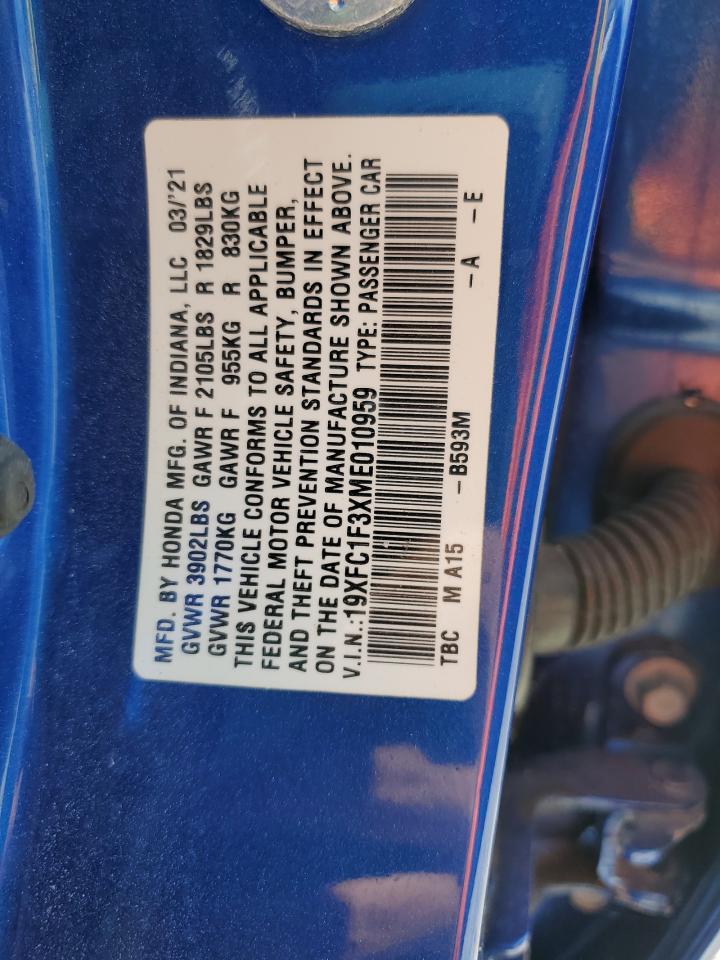 MFD. BY HONDA MFG. OF INDIANA, LLC 03/'21
GVWR 3902LBS GAWR F 2105LBS R 1829LBS
GVWR 1770KG GAWR F 955KG R 830KG
THIS VEHICLE CONFORMS TO ALL APPLICABLE
FEDERAL MOTOR VEHICLE SAFETY, BUMPER,
AND THEFT PREVENTION STANDARDS IN EFFECT
ON THE DATE OF MANUFACTURE SHOWN ABOVE.
V.I.N.:19XFC1F3XME010959 TYPE: PASSENGER CAR
TBC M A15 –B593M –A –E